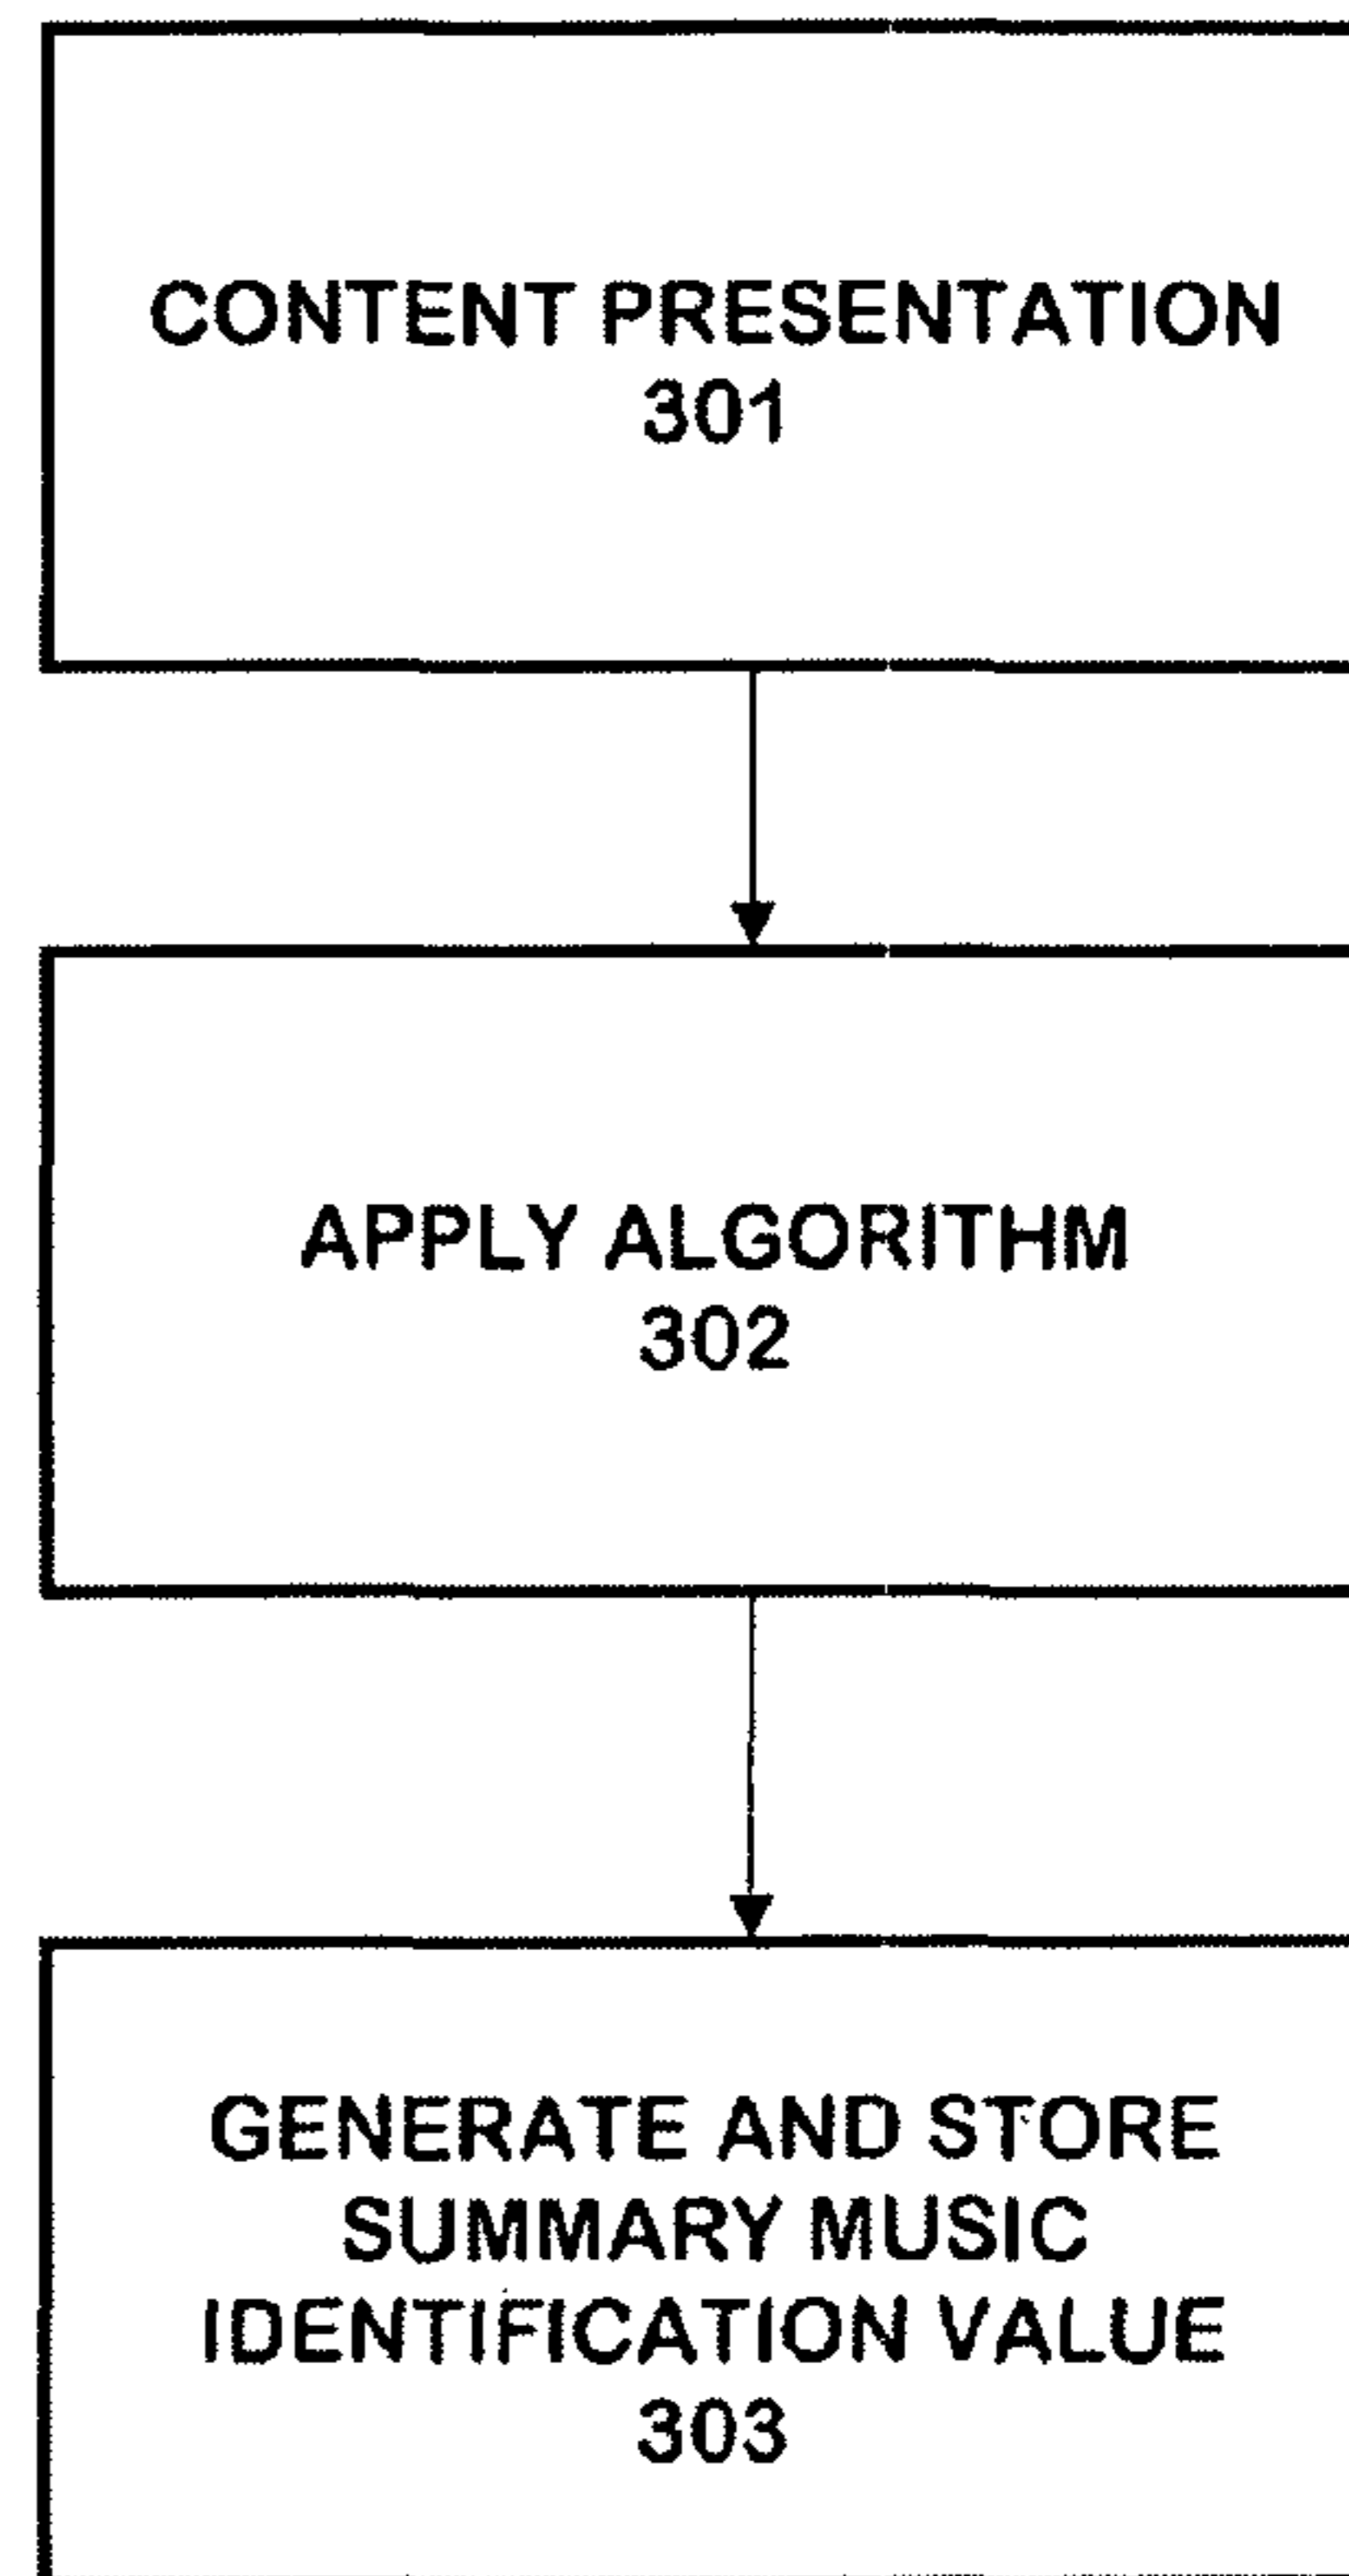 CONTENT PRESENTATION
301
APPLY ALGORITHM
302
GENERATE AND STORE
SUMMARY MUSIC
IDENTIFICATION VALUE
303